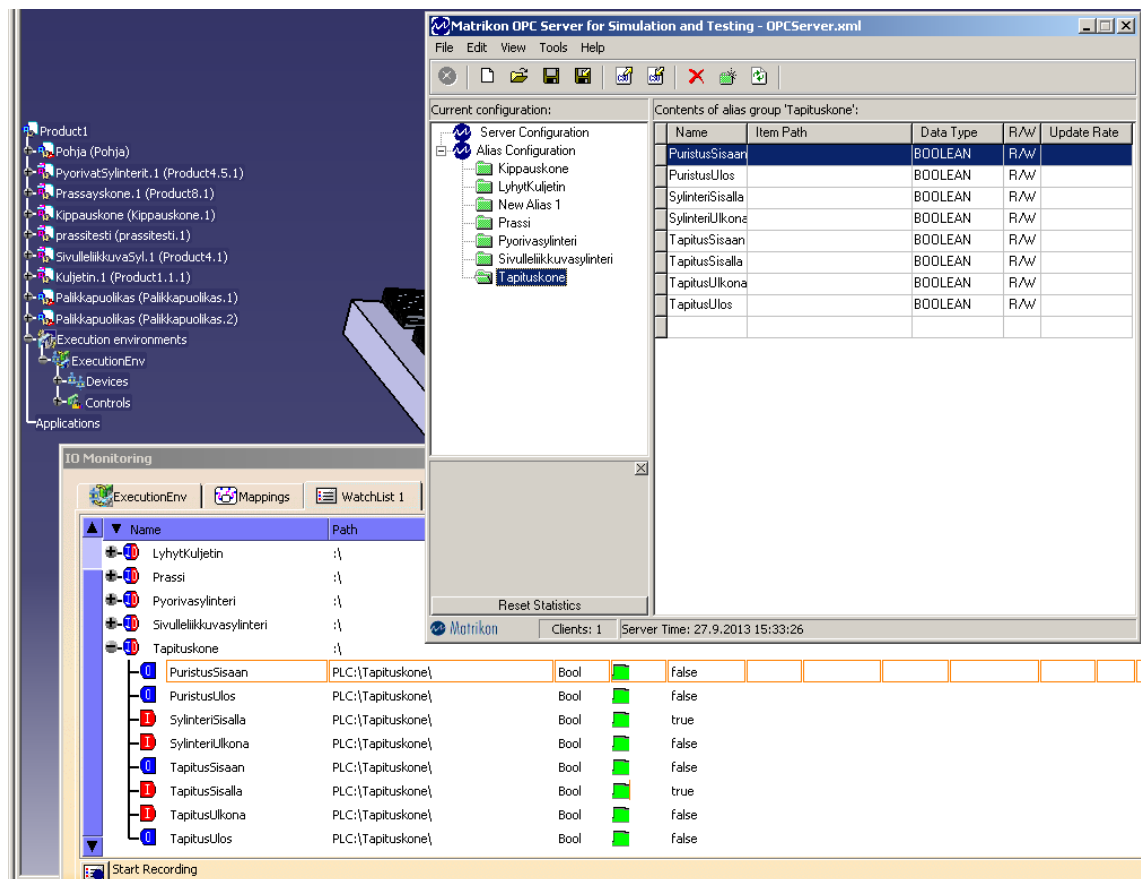 Matrikon OPC Server for Simulation and Testing - OPCServer.xml
File Edit View Tools Help
Current configuration:
Contents of alias group 'Tapituskone':
Server Configuration
Alias Configuration
Kippauskone
LyhytKuljetin
New Alias 1
Prassi
Pyorivasylinteri
Sivulleliikkuvasylinteri
Tapituskone
Name Item Path Data Type R/W Update Rate
PuristusSisaan BOOLEAN R/W
PuristusUlos BOOLEAN R/W
SylinteriSisalla BOOLEAN R/W
SylinteriUlkona BOOLEAN R/W
TapitusSisaan BOOLEAN R/W
TapitusSisalla BOOLEAN R/W
TapitusUlkona BOOLEAN R/W
TapitusUlos BOOLEAN R/W
Reset Statistics
Matrikon Clients: 1 Server Time: 27.9.2013 15:33:26
Product1
Pohja (Pohja)
PyorivatSylinterit.1 (Product4.5.1)
Prassayskone.1 (Product8.1)
Kippauskone (Kippauskone.1)
prassitesti (prassitesti.1)
SivulleliikkuvaSyl.1 (Product4.1)
Kuljetin.1 (Product1.1.1)
Palikkapuolikas (Palikkapuolikas.1)
Palikkapuolikas (Palikkapuolikas.2)
Execution environments
ExecutionEnv
Devices
Controls
Applications
IO Monitoring
ExecutionEnv Mappings WatchList 1
Name Path
LyhytKuljetin :\
Prassi :\
Pyorivasylinteri :\
Sivulleliikkuvasylinteri :\
Tapituskone :\
O PuristusSisaan PLC:\Tapituskone\ Bool false
O PuristusUlos PLC:\Tapituskone\ Bool false
I SylinteriSisalla PLC:\Tapituskone\ Bool true
I SylinteriUlkona PLC:\Tapituskone\ Bool false
O TapitusSisaan PLC:\Tapituskone\ Bool false
I TapitusSisalla PLC:\Tapituskone\ Bool true
I TapitusUlkona PLC:\Tapituskone\ Bool false
O TapitusUlos PLC:\Tapituskone\ Bool false
Start Recording